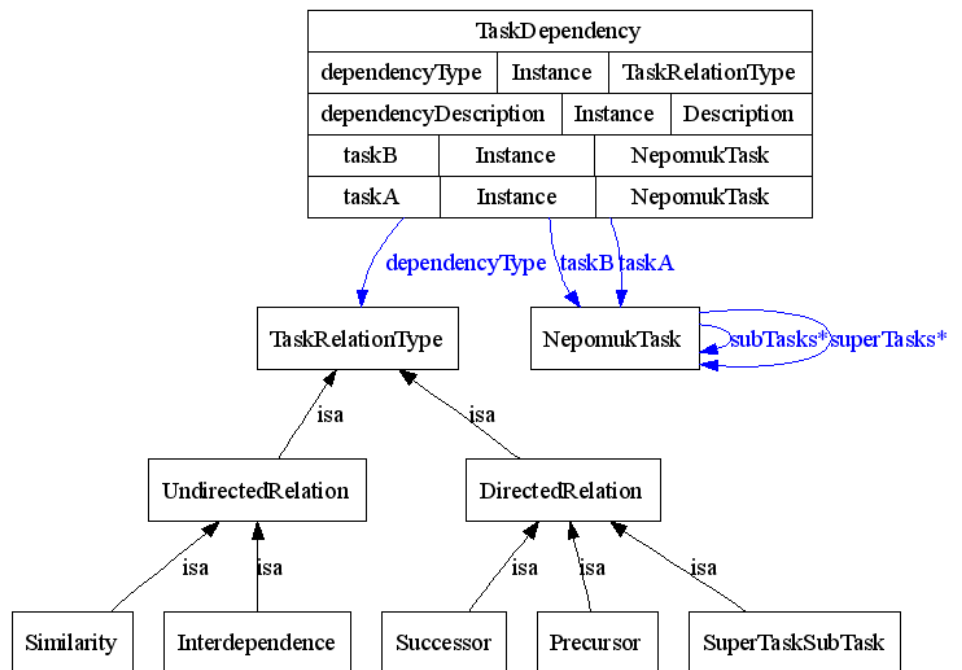 TaskDependency
dependencyType Instance TaskRelationType
dependencyDescription Instance Description
taskB Instance NepomukTask
taskA Instance NepomukTask
dependencyType taskB taskA
TaskRelationType NepomukTask subTasks* superTasks*
isa isa
UndirectedRelation DirectedRelation
isa isa isa isa isa
Similarity Interdependence Successor Precursor SuperTaskSubTask